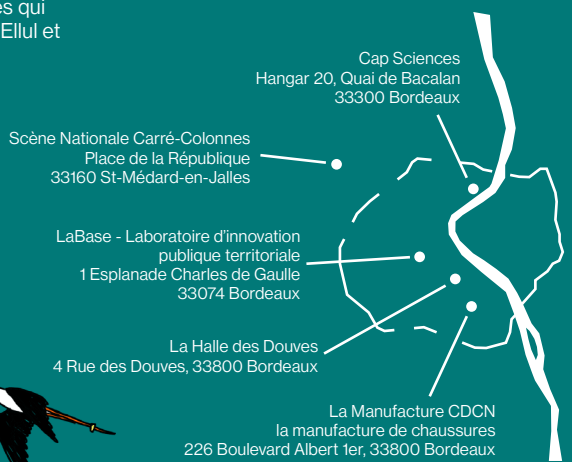 es qui
Ellul et
Cap Sciences
Hangar 20, Quai de Bacalan
33300 Bordeaux
Scène Nationale Carré-Colonnes
Place de la République
33160 St-Médard-en-Jalles
LaBase - Laboratoire d'innovation
publique territoriale
1 Esplanade Charles de Gaulle
33074 Bordeaux
La Halle des Douves
4 Rue des Douves, 33800 Bordeaux
La Manufacture CDCN
la manufacture de chaussures
226 Boulevard Albert 1er, 33800 Bordeaux